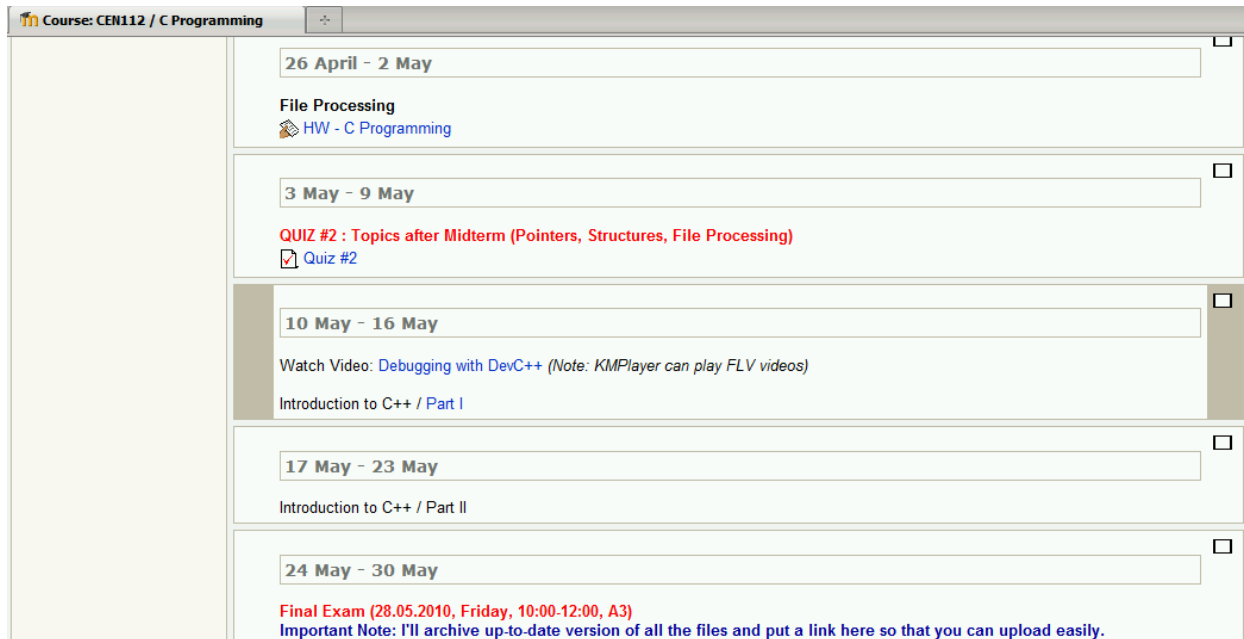 Course: CEN112 / C Programming
26 April - 2 May
File Processing
HW - C Programming
3 May - 9 May
QUIZ #2 : Topics after Midterm (Pointers, Structures, File Processing)
Quiz #2
10 May - 16 May
Watch Video: Debugging with DevC++ (Note: KMPlayer can play FLV videos)
Introduction to C++ / Part I
17 May - 23 May
Introduction to C++ / Part II
24 May - 30 May
Final Exam (28.05.2010, Friday, 10:00-12:00, A3)
Important Note: I'll archive up-to-date version of all the files and put a link here so that you can upload easily.